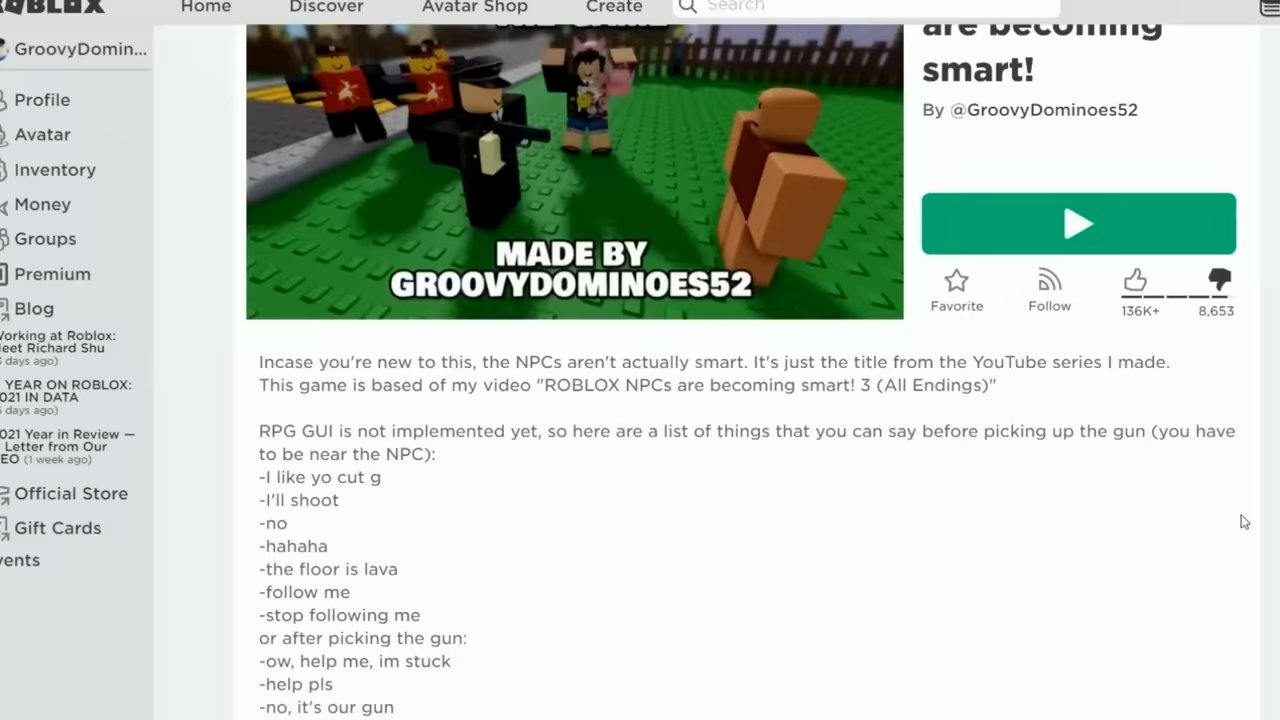 ROBLOX
Home
Discover
Avatar Shop
Create
Search
GroovyDomin...
Profile
Avatar
Inventory
Money
Groups
Premium
Blog
Working at Roblox:
Meet Richard Shu
days ago)
YEAR ON ROBLOX:
2021 IN DATA
days ago)
2021 Year in Review —
Letter from Our
CEO (1 week ago)
Official Store
Gift Cards
Events
MADE BY
GROOVYDOMINOES52
are becoming
smart!
By @GroovyDominoes52
Favorite
Follow
136K+
8,653
Incase you're new to this, the NPCs aren't actually smart. It's just the title from the YouTube series I made.
This game is based of my video "ROBLOX NPCs are becoming smart! 3 (All Endings)"
RPG GUI is not implemented yet, so here are a list of things that you can say before picking up the gun (you have
to be near the NPC):
-I like yo cut g
-I'll shoot
-no
-hahaha
-the floor is lava
-follow me
-stop following me
or after picking the gun:
-ow, help me, im stuck
-help pls
-no, it's our gun